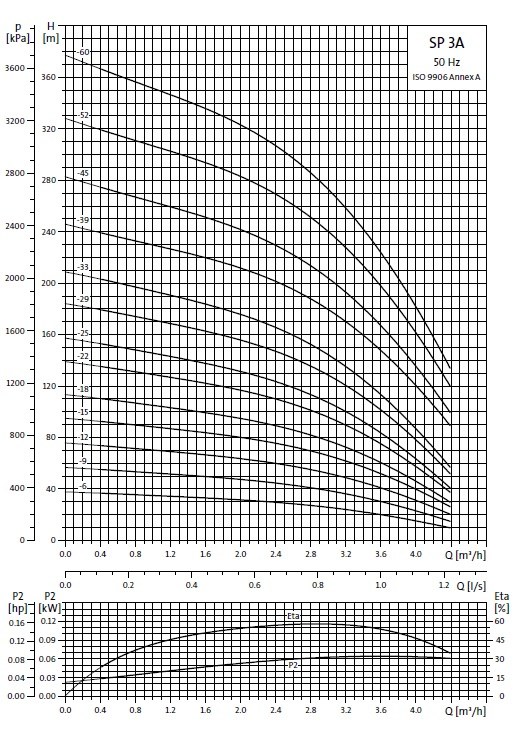 p H
[kPa] [m]
SP 3A
50 Hz
ISO 9906 Annex A
-60
3600 360
-52
3200 320
-45
2800 280
-39
2400 240
-33
2000 200
-29
1600 160
-25
-22
1200 120
-18
-15
800 80
-12
-9
400 40
-6
0 0
0.0 0.4 0.8 1.2 1.6 2.0 2.4 2.8 3.2 3.6 4.0 Q [m³/h]
0.0 0.2 0.4 0.6 0.8 1.0 1.2 Q [l/s]
P2 P2 Eta
[hp] [kW] [%]
0.16 0.12 Eta 60
0.12 0.09 45
0.08 0.06 P2 30
0.04 0.03 15
0.00 0.00 0
0.0 0.4 0.8 1.2 1.6 2.0 2.4 2.8 3.2 3.6 4.0 Q [m³/h]